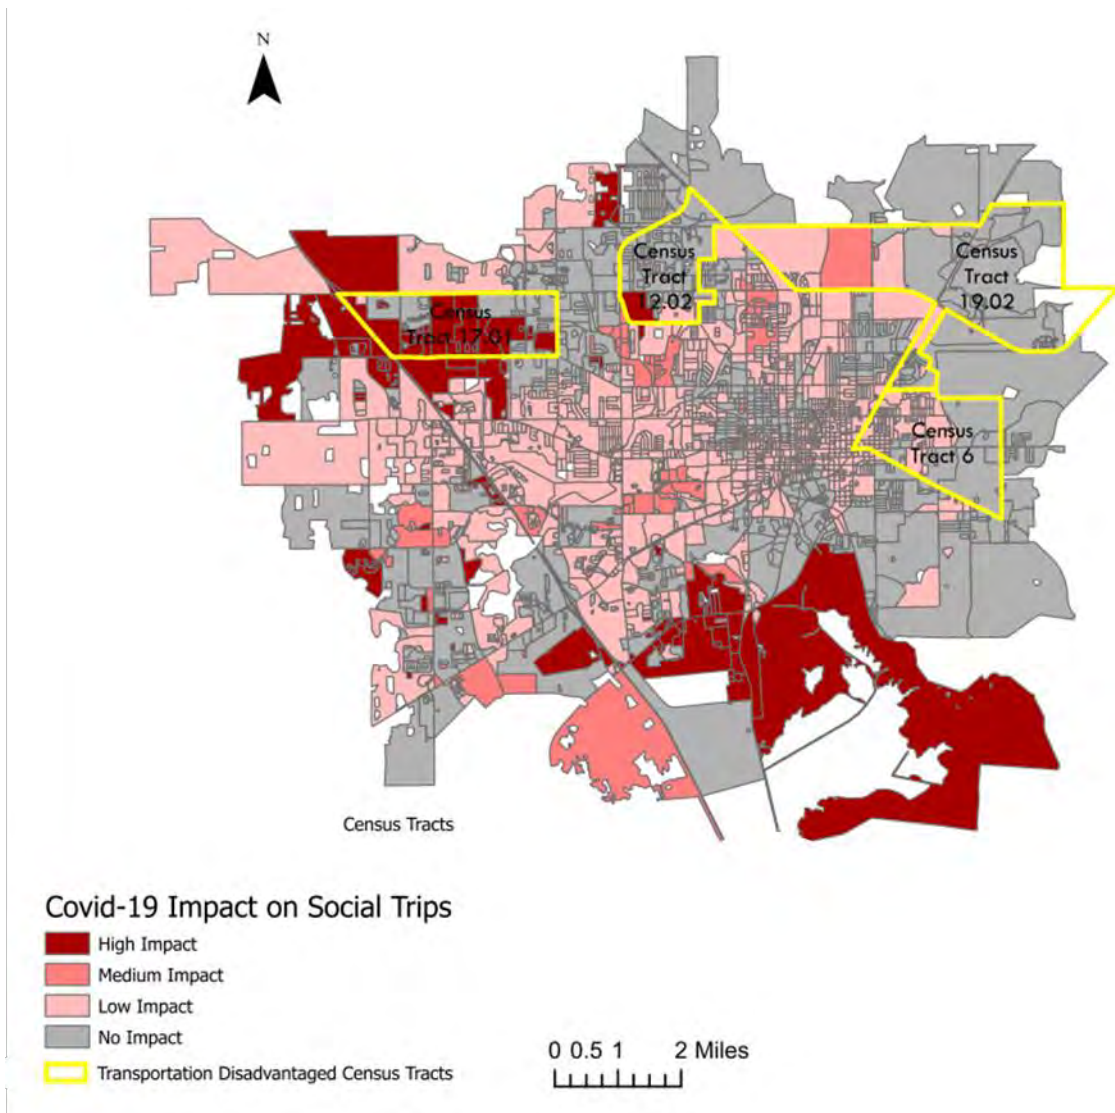 N
Census
Tract
12.02
Census
Tract
19.02
Census
Tract 17.01
Census
Tract 6
Census Tracts
Covid-19 Impact on Social Trips
High Impact
Medium Impact
Low Impact
No Impact
Transportation Disadvantaged Census Tracts
0 0.5 1 2 Miles